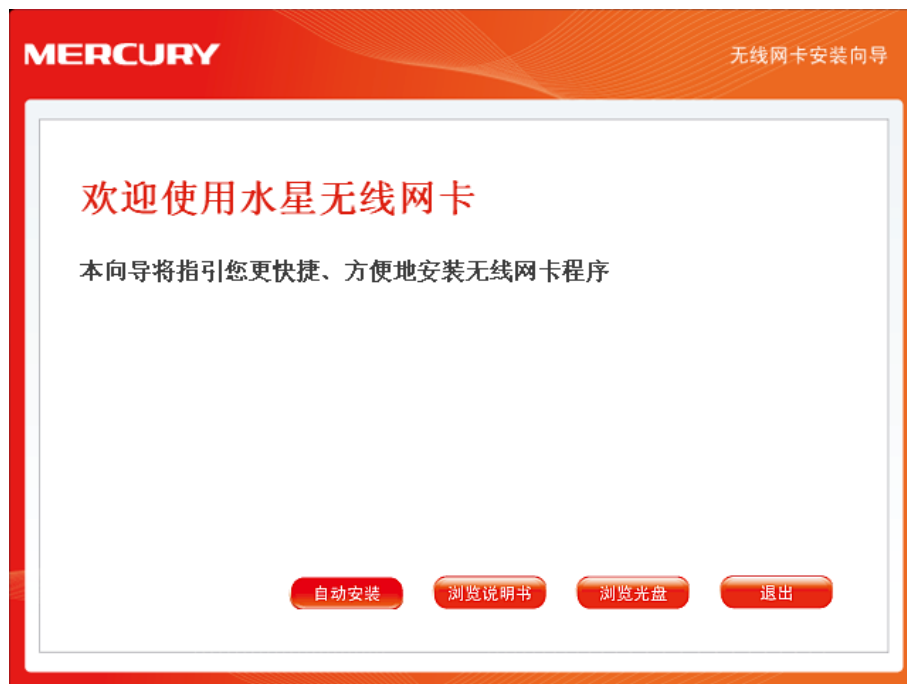 MERCURY
无线网卡安装向导
欢迎使用水星无线网卡
本向导将指引您更快捷、方便地安装无线网卡程序
自动安装
浏览说明书
浏览光盘
退出